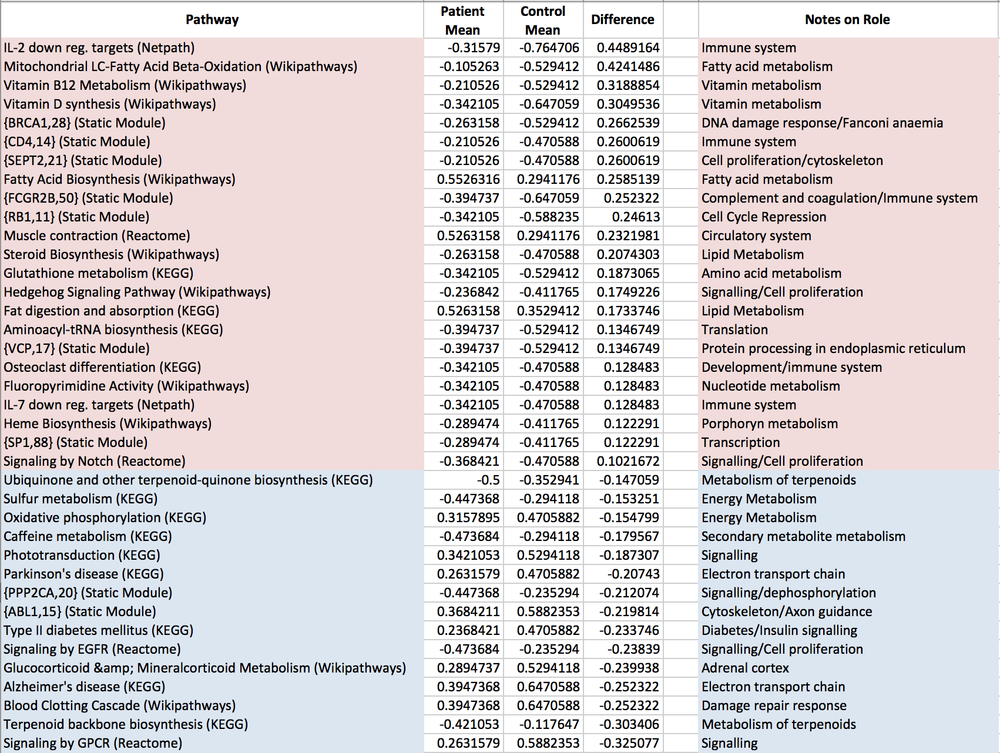 Pathway Patient Mean Control Mean Difference Notes on Role
IL-2 down reg. targets (Netpath) -0.31579 -0.764706 0.4489164 Immune system
Mitochondrial LC-Fatty Acid Beta-Oxidation (Wikipathways) -0.105263 -0.529412 0.4241486 Fatty acid metabolism
Vitamin B12 Metabolism (Wikipathways) -0.210526 -0.529412 0.3188854 Vitamin metabolism
Vitamin D synthesis (Wikipathways) -0.342105 -0.647059 0.3049536 Vitamin metabolism
{BRCA1,28} (Static Module) -0.263158 -0.529412 0.2662539 DNA damage response/Fanconi anaemia
{CD4,14} (Static Module) -0.210526 -0.470588 0.2600619 Immune system
{SEPT2,21} (Static Module) -0.210526 -0.470588 0.2600619 Cell proliferation/cytoskeleton
Fatty Acid Biosynthesis (Wikipathways) 0.5526316 0.2941176 0.2585139 Fatty acid metabolism
{FCGR2B,50} (Static Module) -0.394737 -0.647059 0.252322 Complement and coagulation/Immune system
{RB1,11} (Static Module) -0.342105 -0.588235 0.24613 Cell Cycle Repression
Muscle contraction (Reactome) 0.5263158 0.2941176 0.2321981 Circulatory system
Steroid Biosynthesis (Wikipathways) -0.263158 -0.470588 0.2074303 Lipid Metabolism
Glutathione metabolism (KEGG) -0.342105 -0.529412 0.1873065 Amino acid metabolism
Hedgehog Signaling Pathway (Wikipathways) -0.236842 -0.411765 0.1749226 Signalling/Cell proliferation
Fat digestion and absorption (KEGG) 0.5263158 0.3529412 0.1733746 Lipid Metabolism
Aminoacyl-tRNA biosynthesis (KEGG) -0.394737 -0.529412 0.1346749 Translation
{VCP,17} (Static Module) -0.394737 -0.529412 0.1346749 Protein processing in endoplasmic reticulum
Osteoclast differentiation (KEGG) -0.342105 -0.470588 0.128483 Development/immune system
Fluoropyrimidine Activity (Wikipathways) -0.342105 -0.470588 0.128483 Nucleotide metabolism
IL-7 down reg. targets (Netpath) -0.342105 -0.470588 0.128483 Immune system
Heme Biosynthesis (Wikipathways) -0.289474 -0.411765 0.122291 Porphoryn metabolism
{SP1,88} (Static Module) -0.289474 -0.411765 0.122291 Transcription
Signaling by Notch (Reactome) -0.368421 -0.470588 0.1021672 Signalling/Cell proliferation
Ubiquinone and other terpenoid-quinone biosynthesis (KEGG) -0.5 -0.352941 -0.147059 Metabolism of terpenoids
Sulfur metabolism (KEGG) -0.447368 -0.294118 -0.153251 Energy Metabolism
Oxidative phosphorylation (KEGG) 0.3157895 0.4705882 -0.154799 Energy Metabolism
Caffeine metabolism (KEGG) -0.473684 -0.294118 -0.179567 Secondary metabolite metabolism
Phototransduction (KEGG) 0.3421053 0.5294118 -0.187307 Signalling
Parkinson's disease (KEGG) 0.2631579 0.4705882 -0.20743 Electron transport chain
{PPP2CA,20} (Static Module) -0.447368 -0.235294 -0.212074 Signalling/dephosphorylation
{ABL1,15} (Static Module) 0.3684211 0.5882353 -0.219814 Cytoskeleton/Axon guidance
Type II diabetes mellitus (KEGG) 0.2368421 0.4705882 -0.233746 Diabetes/Insulin signalling
Signaling by EGFR (Reactome) -0.473684 -0.235294 -0.23839 Signalling/Cell proliferation
Glucocorticoid &amp; Mineralcorticoid Metabolism (Wikipathways) 0.2894737 0.5294118 -0.239938 Adrenal cortex
Alzheimer's disease (KEGG) 0.3947368 0.6470588 -0.252322 Electron transport chain
Blood Clotting Cascade (Wikipathways) 0.3947368 0.6470588 -0.252322 Damage repair response
Terpenoid backbone biosynthesis (KEGG) -0.421053 -0.117647 -0.303406 Metabolism of terpenoids
Signaling by GPCR (Reactome) 0.2631579 0.5882353 -0.325077 Signalling